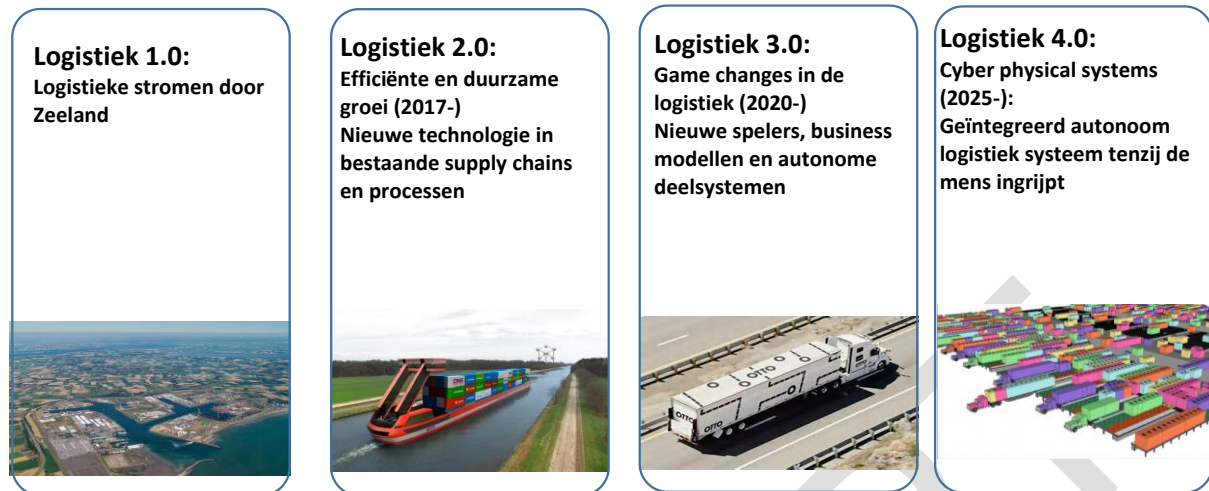 Logistiek 1.0:
Logistieke stromen door
Zeeland
Logistiek 2.0:
Efficiënte en duurzame
groei (2017-)
Nieuwe technologie in
bestaande supply chains
en processen
Logistiek 3.0:
Game changes in de
logistiek (2020-)
Nieuwe spelers, business
modellen en autonome
deelsystemen
OTTO
OTTO
OTTO
Logistiek 4.0:
Cyber physical systems
(2025-):
Geïntegreerd autonoom
logistiek systeem tenzij de
mens ingrijpt